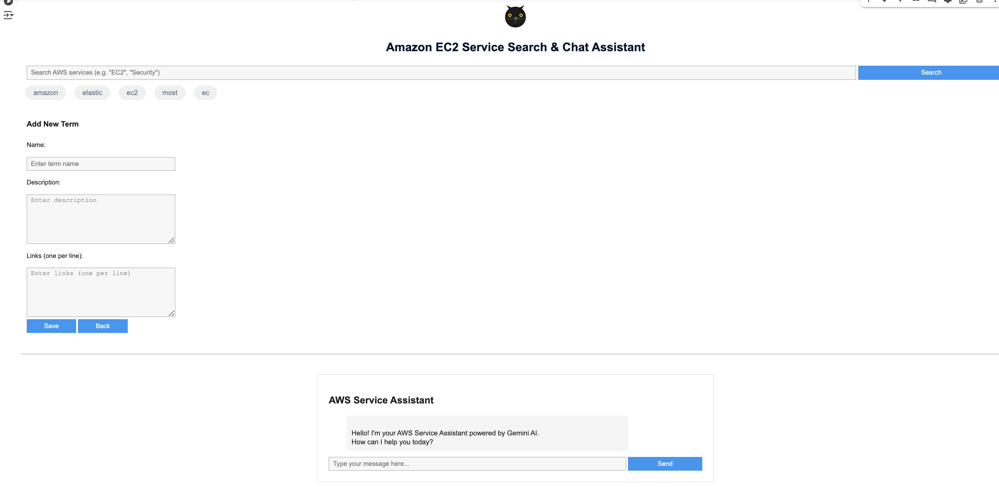 Amazon EC2 Service Search & Chat Assistant
Search AWS services (e.g. "EC2", "Security")
Search
amazon
elastic
ec2
most
ec
Add New Term
Name:
Enter term name
Description:
Enter description
Links (one per line):
Enter links (one per line)
Save
Back
AWS Service Assistant
Hello! I'm your AWS Service Assistant powered by Gemini AI.
How can I help you today?
Type your message here...
Send